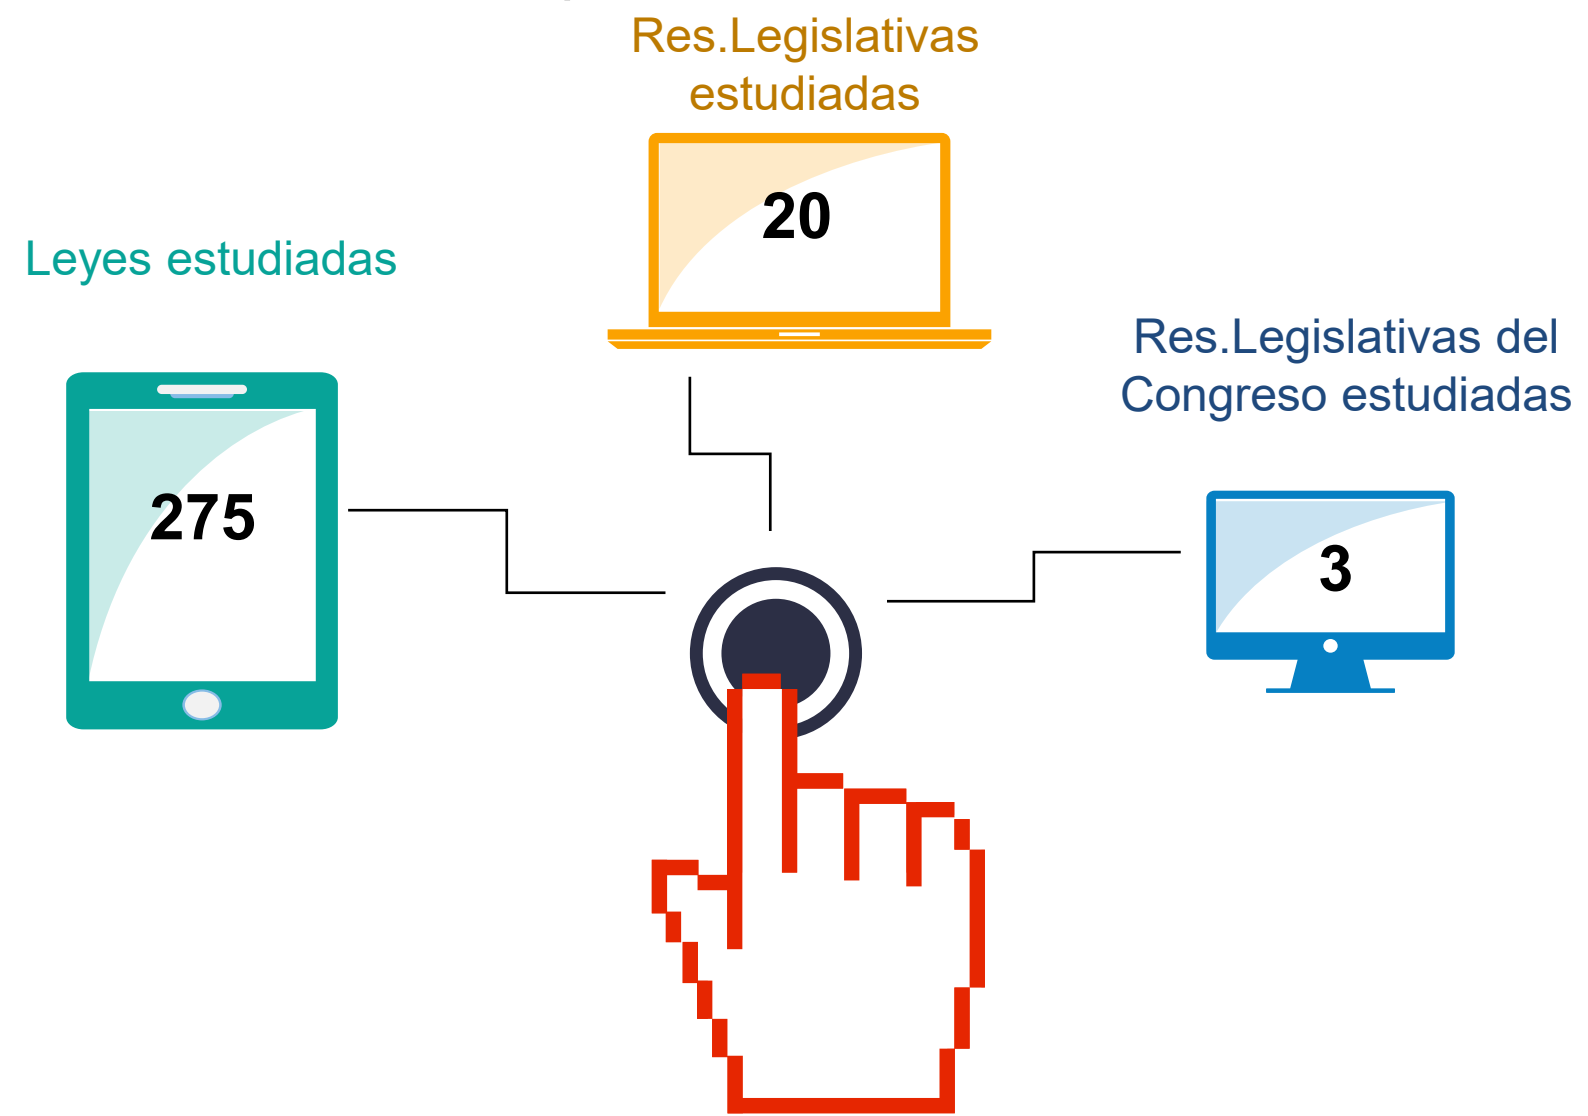 Res.Legislativas
estudiadas
20
Leyes estudiadas
275
Res.Legislativas del
Congreso estudiadas
3